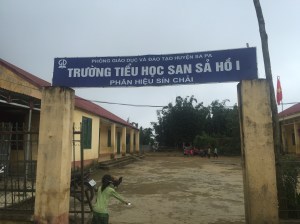 PHÒNG GIÁO DỤC VÀ ĐÀO TẠO HUYỆN SA PA
TRƯỜNG TIỂU HỌC SAN SẢ HỒ I
PHÂN HIỆU SÍN CHẢI